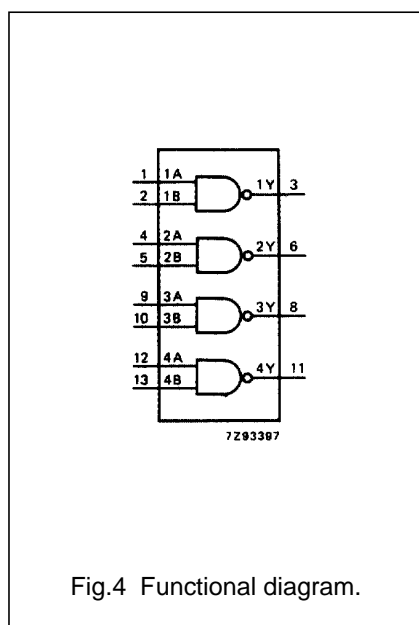 1 1A 1Y 3
2 1B
4 2A 2Y 6
5 2B
9 3A 3Y 8
10 3B
12 4A 4Y 11
13 4B
7Z93397
Fig.4 Functional diagram.